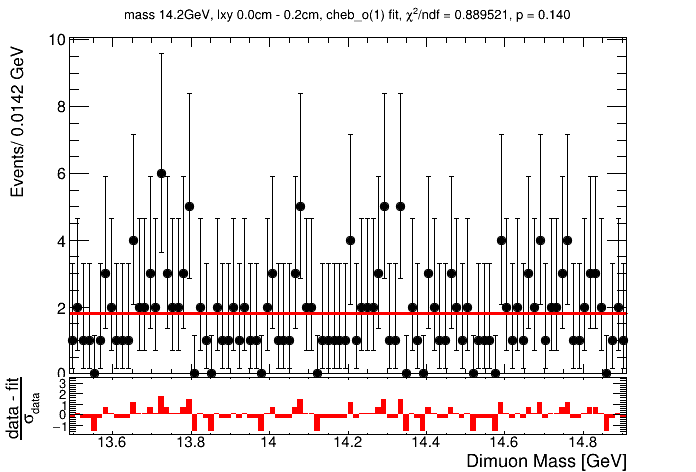 mass 14.2GeV, lxy 0.0cm - 0.2cm, cheb_o(1) fit, χ²/ndf = 0.889521, p = 0.140
Events/ 0.0142 GeV
10
8
6
4
2
0
data - fit
σdata
3
2
1
0
−1
13.6 13.8 14 14.2 14.4 14.6 14.8
Dimuon Mass [GeV]